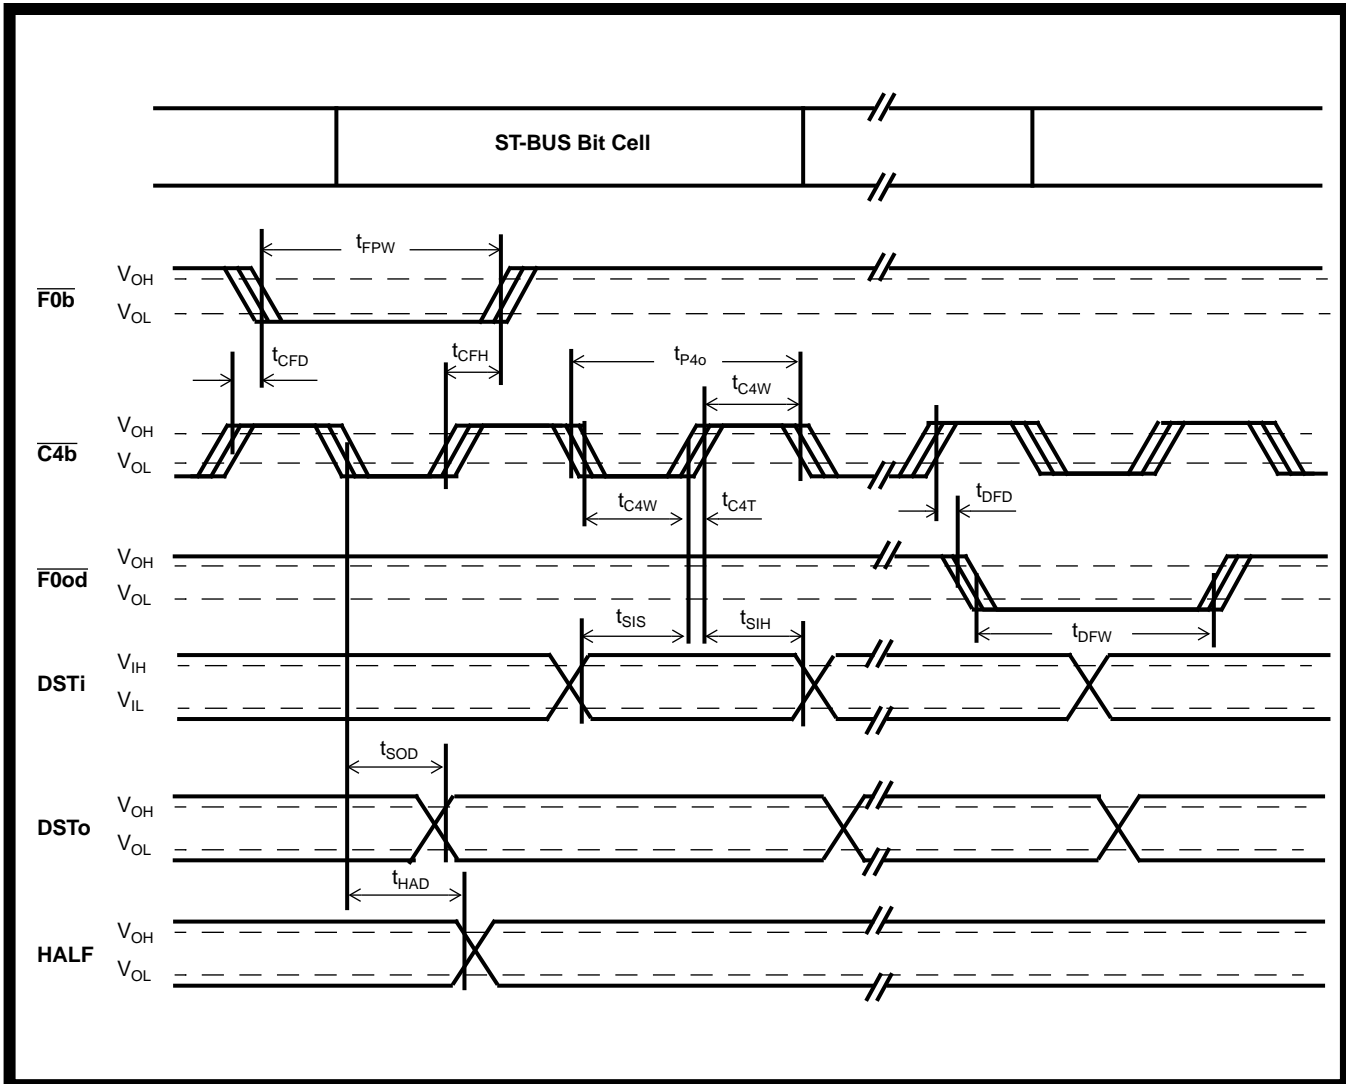 ST-BUS Bit Cell
tFPW
VOH
F0b
VOL
tCFD
tCFH
tP4o
tC4W
VOH
C4b
VOL
tC4W
tC4T
tDFD
VOH
F0od
VOL
tSIS
tSIH
tDFW
VIH
DSTi
VIL
tSOD
VOH
DSTo
VOL
tHAD
VOH
HALF
VOL